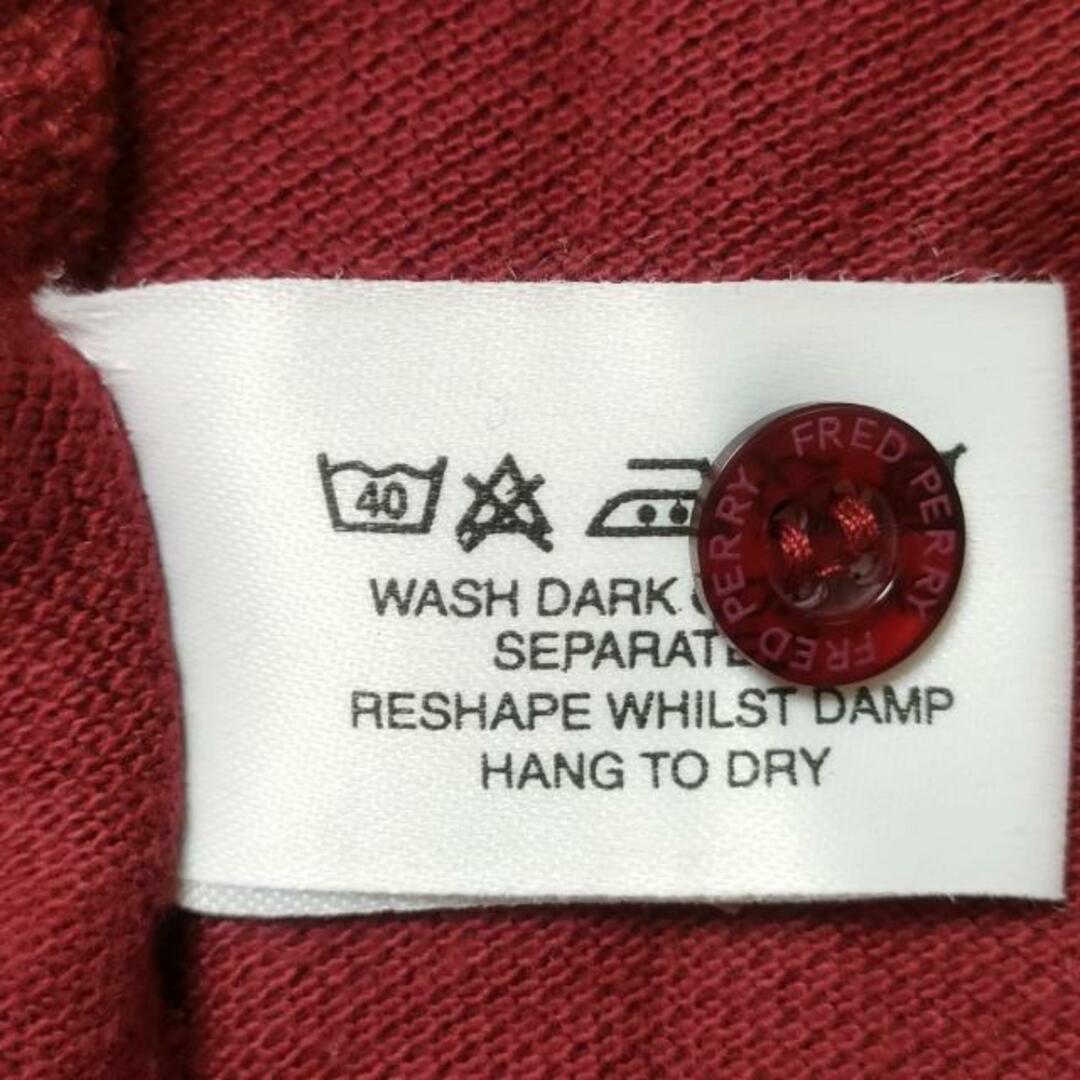 40
WASH DARK
SEPARATE
RESHAPE WHILST DAMP
HANG TO DRY
FRED PERRY
FRED PERRY